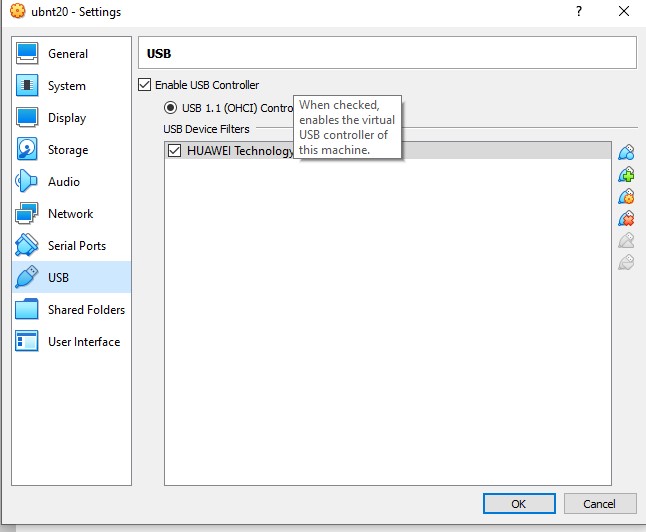 ubnt20 - Settings
?
General
System
Display
Storage
Audio
Network
Serial Ports
USB
Shared Folders
User Interface
USB
Enable USB Controller
USB 1.1 (OHCI)
When checked,
enables the virtual
USB controller of
this machine.
USB Device Filters
HUAWEI Technology
OK
Cancel